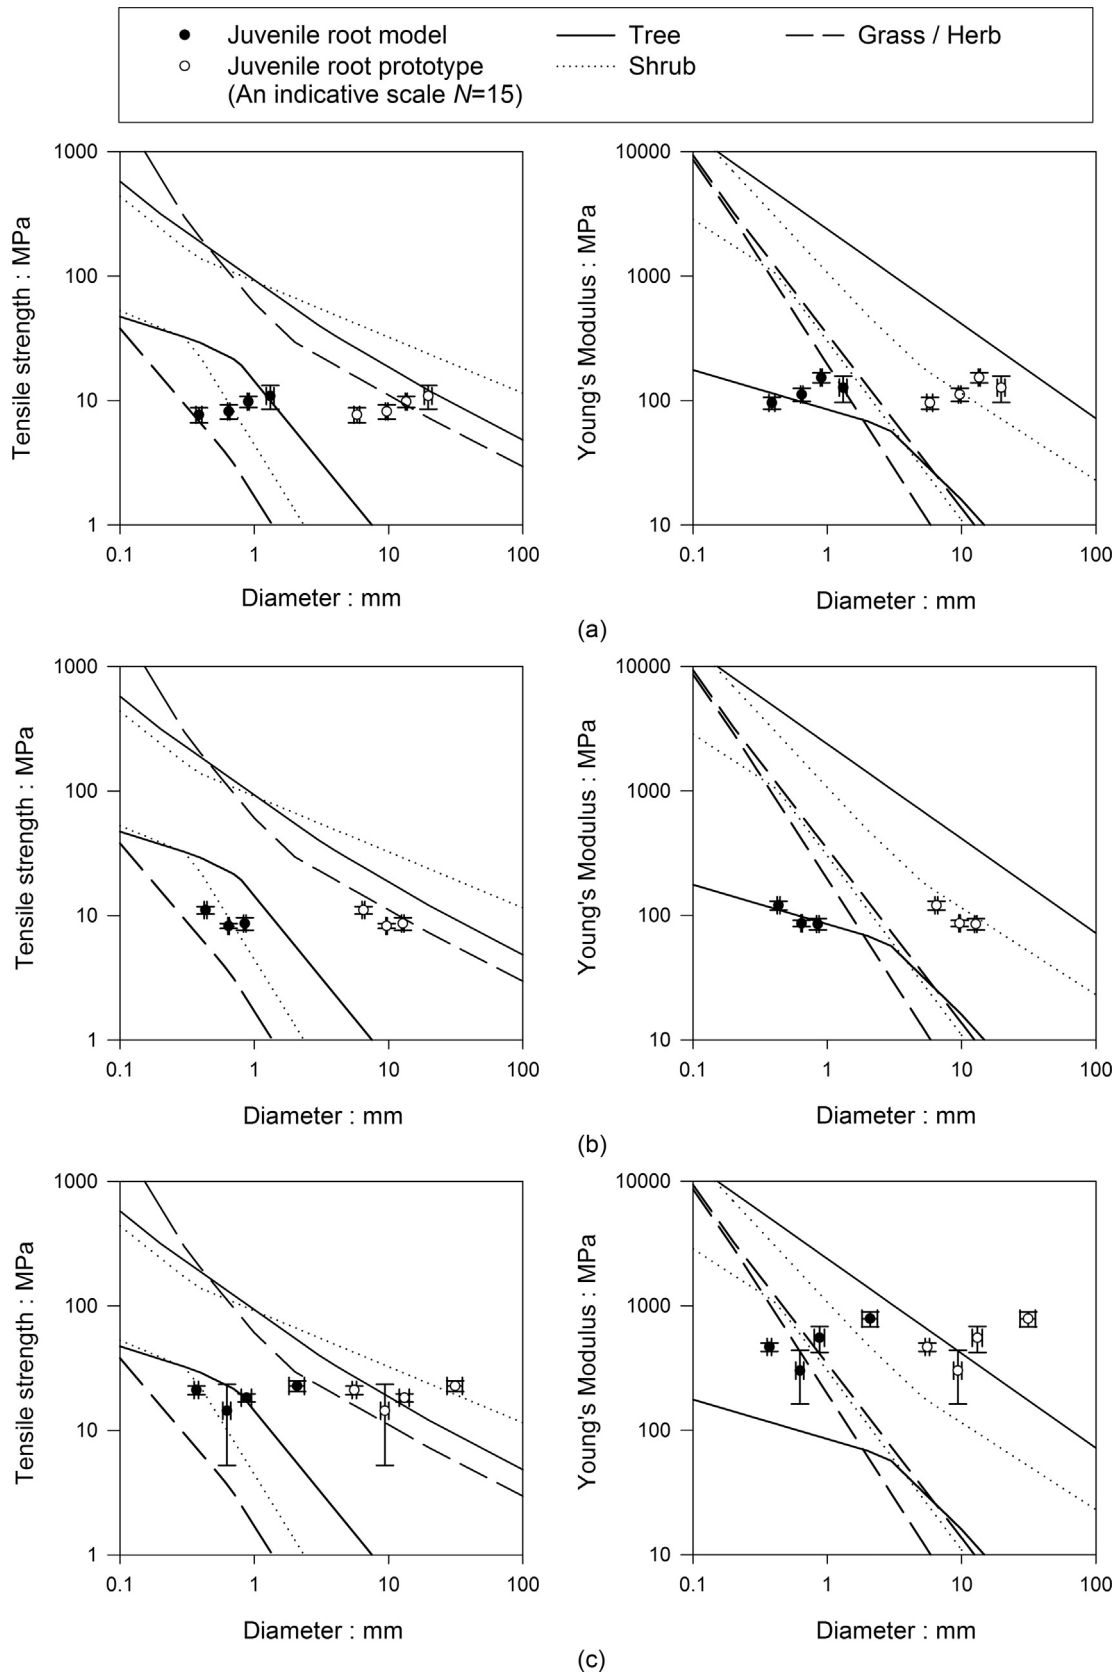 Juvenile root model
Tree
Grass / Herb
Juvenile root prototype
Shrub
(An indicative scale N=15)
Tensile strength : MPa
1000
100
10
1
0.1 1 10 100
Diameter : mm
Young's Modulus : MPa
10000
1000
100
10
0.1 1 10 100
Diameter : mm
(a)
Tensile strength : MPa
1000
100
10
1
0.1 1 10 100
Diameter : mm
Young's Modulus : MPa
10000
1000
100
10
0.1 1 10 100
Diameter : mm
(b)
Tensile strength : MPa
1000
100
10
1
0.1 1 10 100
Diameter : mm
Young's Modulus : MPa
10000
1000
100
10
0.1 1 10 100
Diameter : mm
(c)